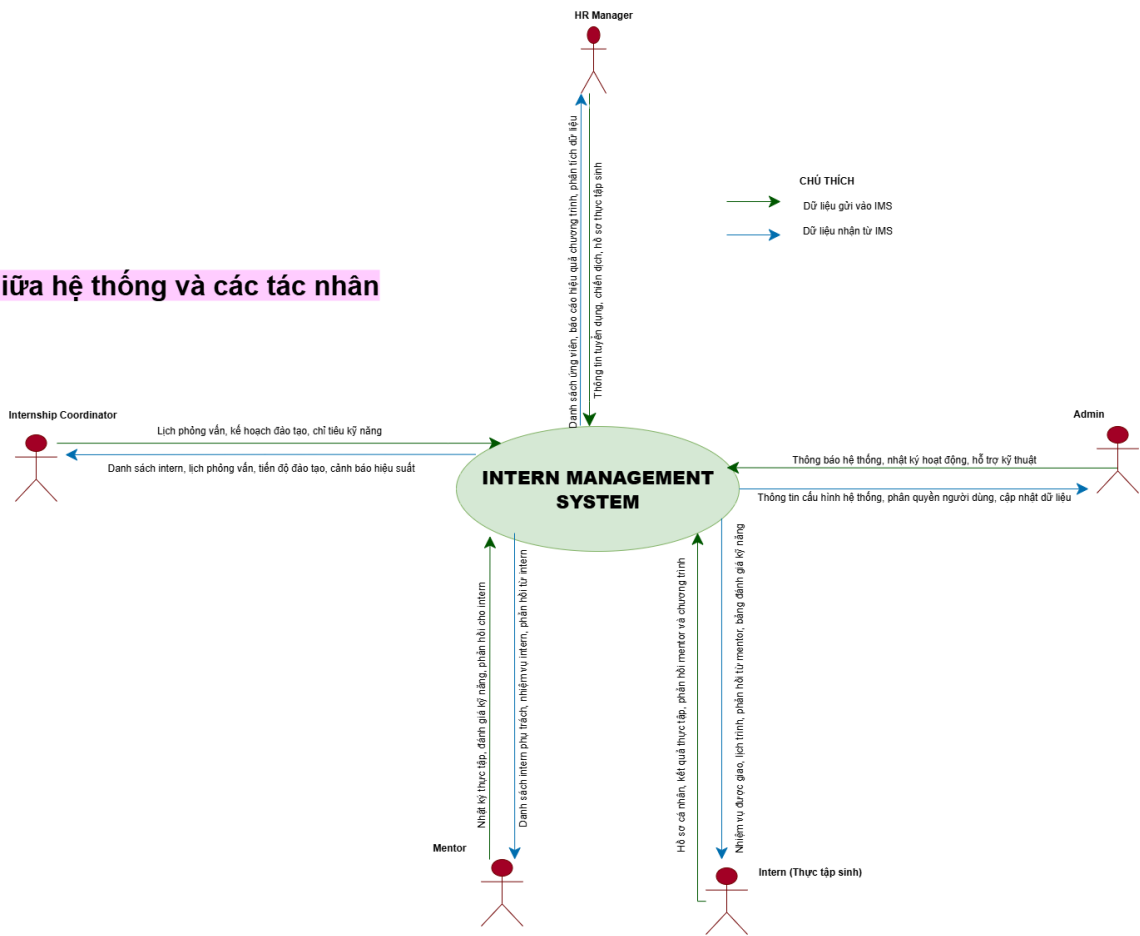 HR Manager
Danh sách ứng viên, báo cáo hiệu quả chương trình, phân tích dữ liệu
Thông tin tuyển dụng, chiến dịch, hồ sơ thực tập sinh
CHÚ THÍCH
Dữ liệu gửi vào IMS
Dữ liệu nhận từ IMS
iữa hệ thống và các tác nhân
Internship Coordinator
Lịch phỏng vấn, kế hoạch đào tạo, chỉ tiêu kỹ năng
Danh sách intern, lịch phỏng vấn, tiến độ đào tạo, cảnh báo hiệu suất
INTERN MANAGEMENT
SYSTEM
Admin
Thông báo hệ thống, nhật ký hoạt động, hỗ trợ kỹ thuật
Thông tin cấu hình hệ thống, phân quyền người dùng, cập nhật dữ liệu
Nhật ký thực tập, đánh giá kỹ năng, phản hồi cho intern
Danh sách intern phụ trách, nhiệm vụ intern, phản hồi từ intern
Hồ sơ cá nhân, kết quả thực tập, phản hồi mentor và chương trình
Nhiệm vụ được giao, lịch trình, phản hồi từ mentor, bảng đánh giá kỹ năng
Mentor
Intern (Thực tập sinh)